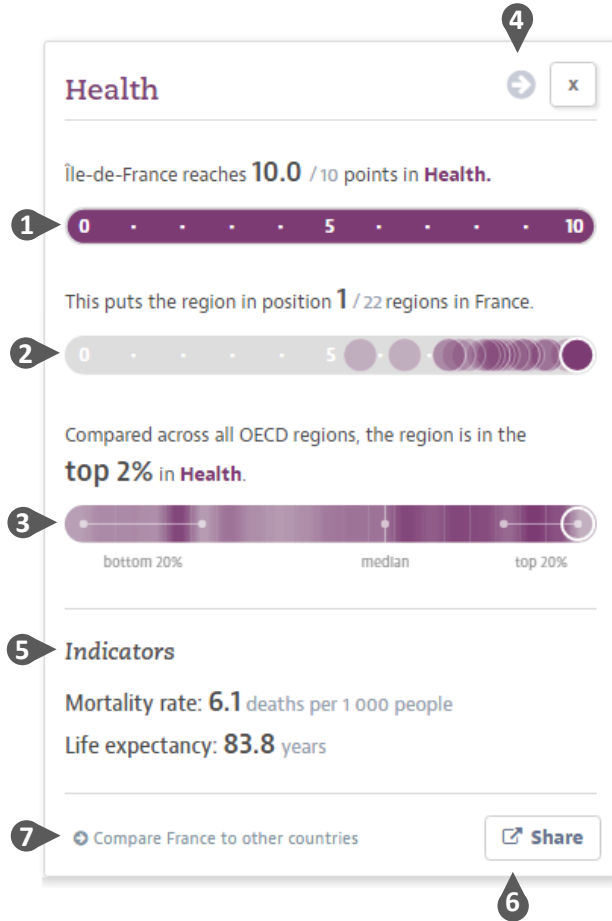 4
Health
x
Île-de-France reaches 10.0 / 10 points in Health.
1
0 5 10
This puts the region in position 1 / 22 regions in France.
2
0 5
Compared across all OECD regions, the region is in the
top 2% in Health.
3
bottom 20% median top 20%
5
Indicators
Mortality rate: 6.1 deaths per 1 000 people
Life expectancy: 83.8 years
7
Compare France to other countries
Share
6